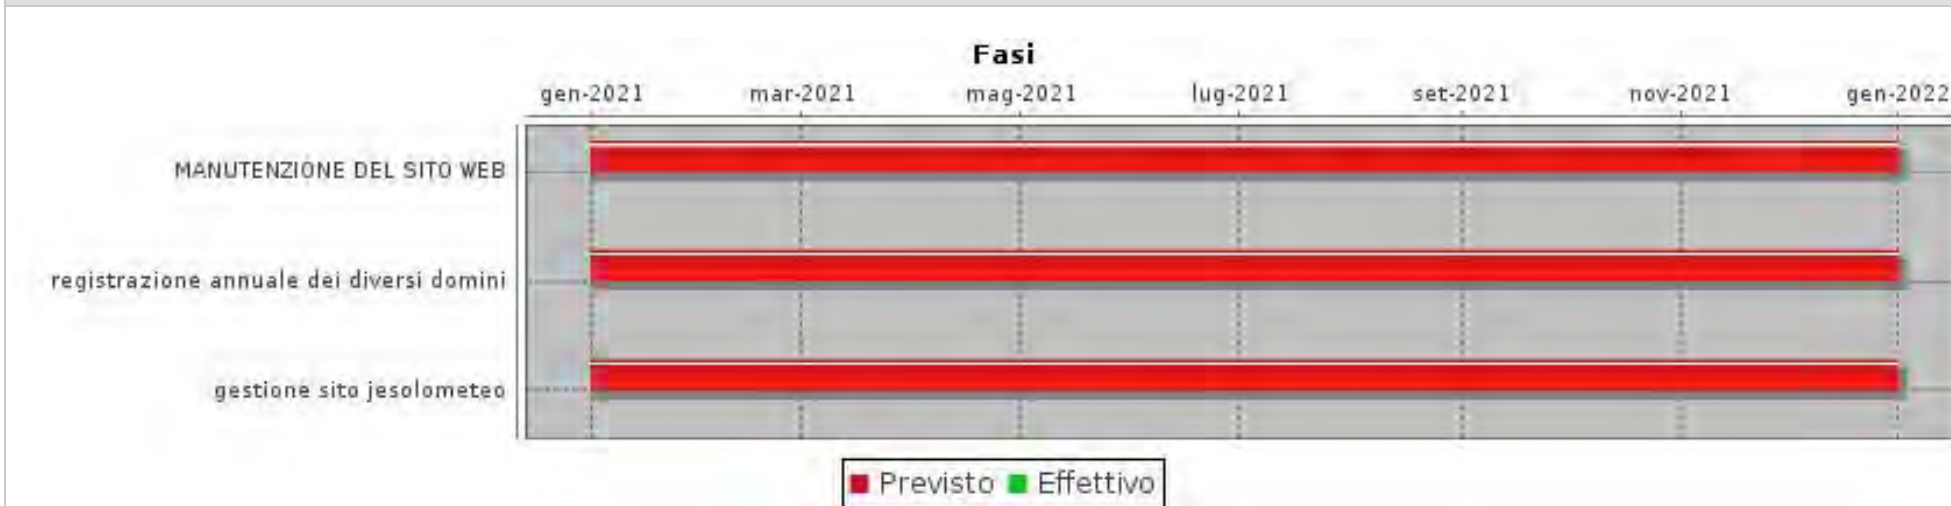 Fasi
gen-2021 mar-2021 mag-2021 lug-2021 set-2021 nov-2021 gen-2022
MANUTENZIONE DEL SITO WEB
registrazione annuale dei diversi domini
gestione sito jesolometeo
Previsto Effettivo